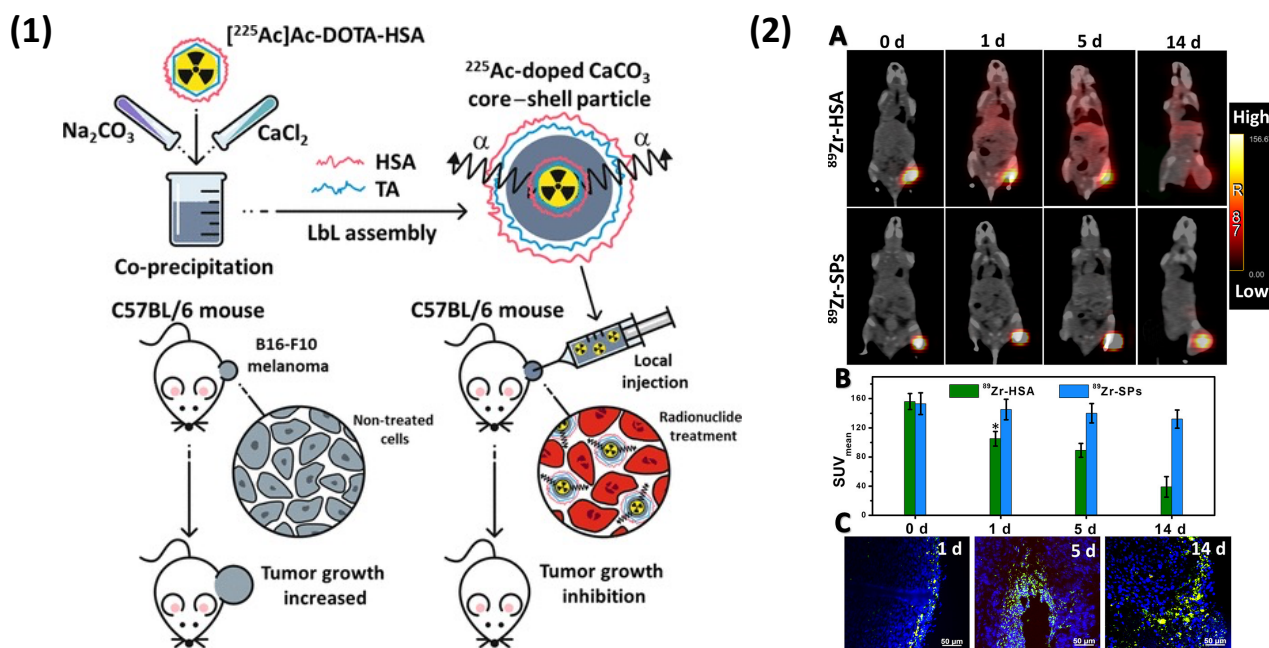 (1)
[²²⁵Ac]Ac-DOTA-HSA
Na₂CO₃
CaCl₂
Co-precipitation
HSA
TA
LbL assembly
²²⁵Ac-doped CaCO₃
core–shell particle
α
α
C57BL/6 mouse
B16-F10
melanoma
Non-treated
cells
Tumor growth
increased
C57BL/6 mouse
Local
injection
Radionuclide
treatment
Tumor growth
inhibition
(2)
A
0 d
1 d
5 d
14 d
⁸⁹Zr-HSA
⁸⁹Zr-SPs
High
156.6
R
87
0.00
Low
B
⁸⁹Zr-HSA
⁸⁹Zr-SPs
SUVmean
160
120
80
40
0
*
0 d
1 d
5 d
14 d
C
1 d
5 d
14 d
50 µm
50 µm
50 µm